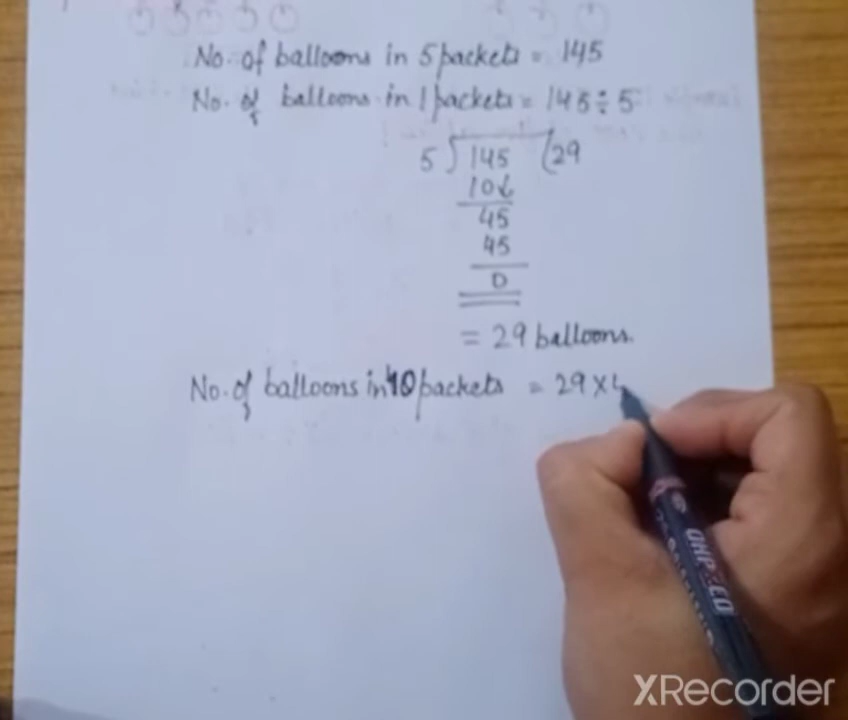 No. of balloons in 5 packets = 145
No. of balloons in 1 packets = 145 ÷ 5
5 ) 145 ( 29
10↓
45
45
0
= 29 balloons.
No. of balloons in 40 packets = 29 × 4
XRecorder